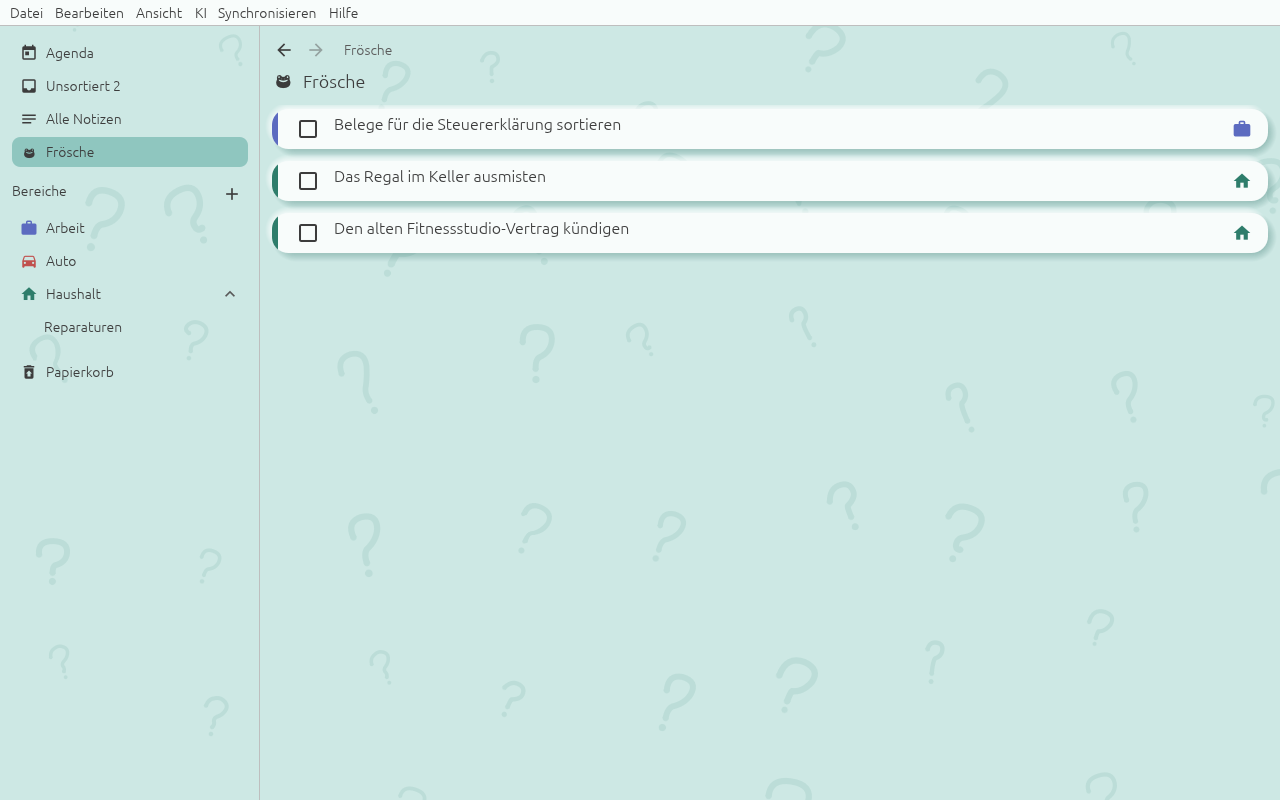 Datei Bearbeiten Ansicht KI Synchronisieren Hilfe
Agenda
Unsortiert 2
Alle Notizen
Frösche
Bereiche
Arbeit
Auto
Haushalt
Reparaturen
Papierkorb
Frösche
Frösche
Belege für die Steuererklärung sortieren
Das Regal im Keller ausmisten
Den alten Fitnessstudio-Vertrag kündigen